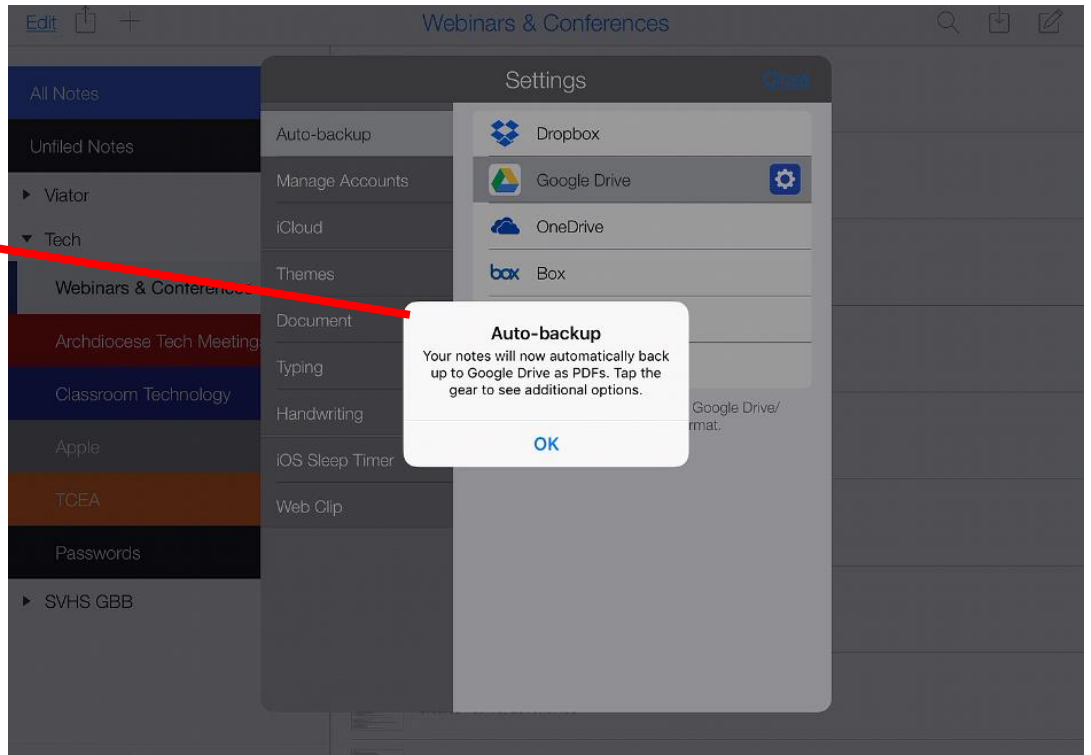 Edit
Webinars & Conferences
All Notes
Unfiled Notes
Viator
Tech
Webinars & Conferences
Archdiocese Tech Meeting
Classroom Technology
Apple
TCEA
Passwords
SVHS GBB
Settings
Auto-backup
Manage Accounts
iCloud
Themes
Document
Typing
Handwriting
iOS Sleep Timer
Web Clip
Dropbox
Google Drive
OneDrive
box Box
Auto-backup
Your notes will now automatically back
up to Google Drive as PDFs. Tap the
gear to see additional options.
OK
Google Drive/